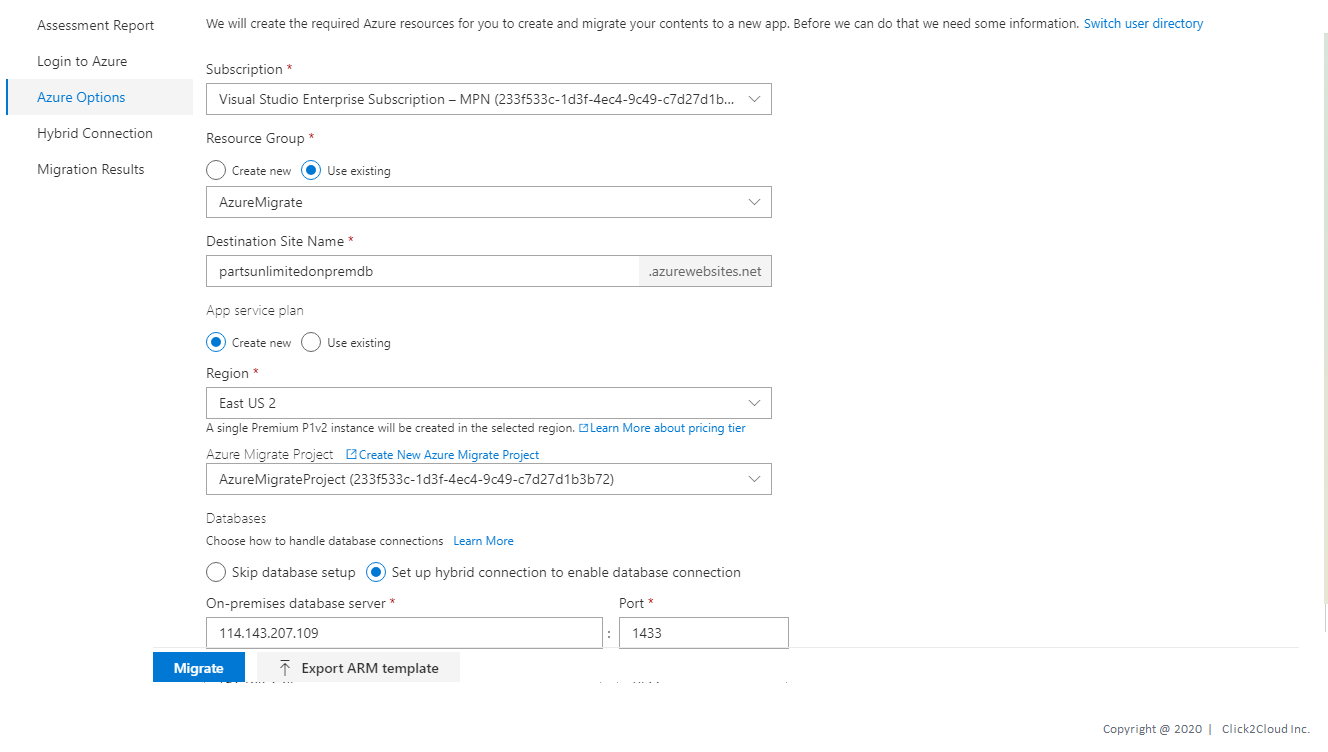 Assessment Report
Login to Azure
Azure Options
Hybrid Connection
Migration Results
We will create the required Azure resources for you to create and migrate your contents to a new app. Before we can do that we need some information. Switch user directory
Subscription *
Visual Studio Enterprise Subscription – MPN (233f533c-1d3f-4ec4-9c49-c7d27d1b...
Resource Group *
Create new Use existing
AzureMigrate
Destination Site Name *
partsunlimitedonpremdb .azurewebsites.net
App service plan
Create new Use existing
Region *
East US 2
A single Premium P1v2 instance will be created in the selected region. Learn More about pricing tier
Azure Migrate Project Create New Azure Migrate Project
AzureMigrateProject (233f533c-1d3f-4ec4-9c49-c7d27d1b3b72)
Databases
Choose how to handle database connections Learn More
Skip database setup Set up hybrid connection to enable database connection
On-premises database server * Port *
114.143.207.109 : 1433
Migrate Export ARM template
Copyright @ 2020 | Click2Cloud Inc.